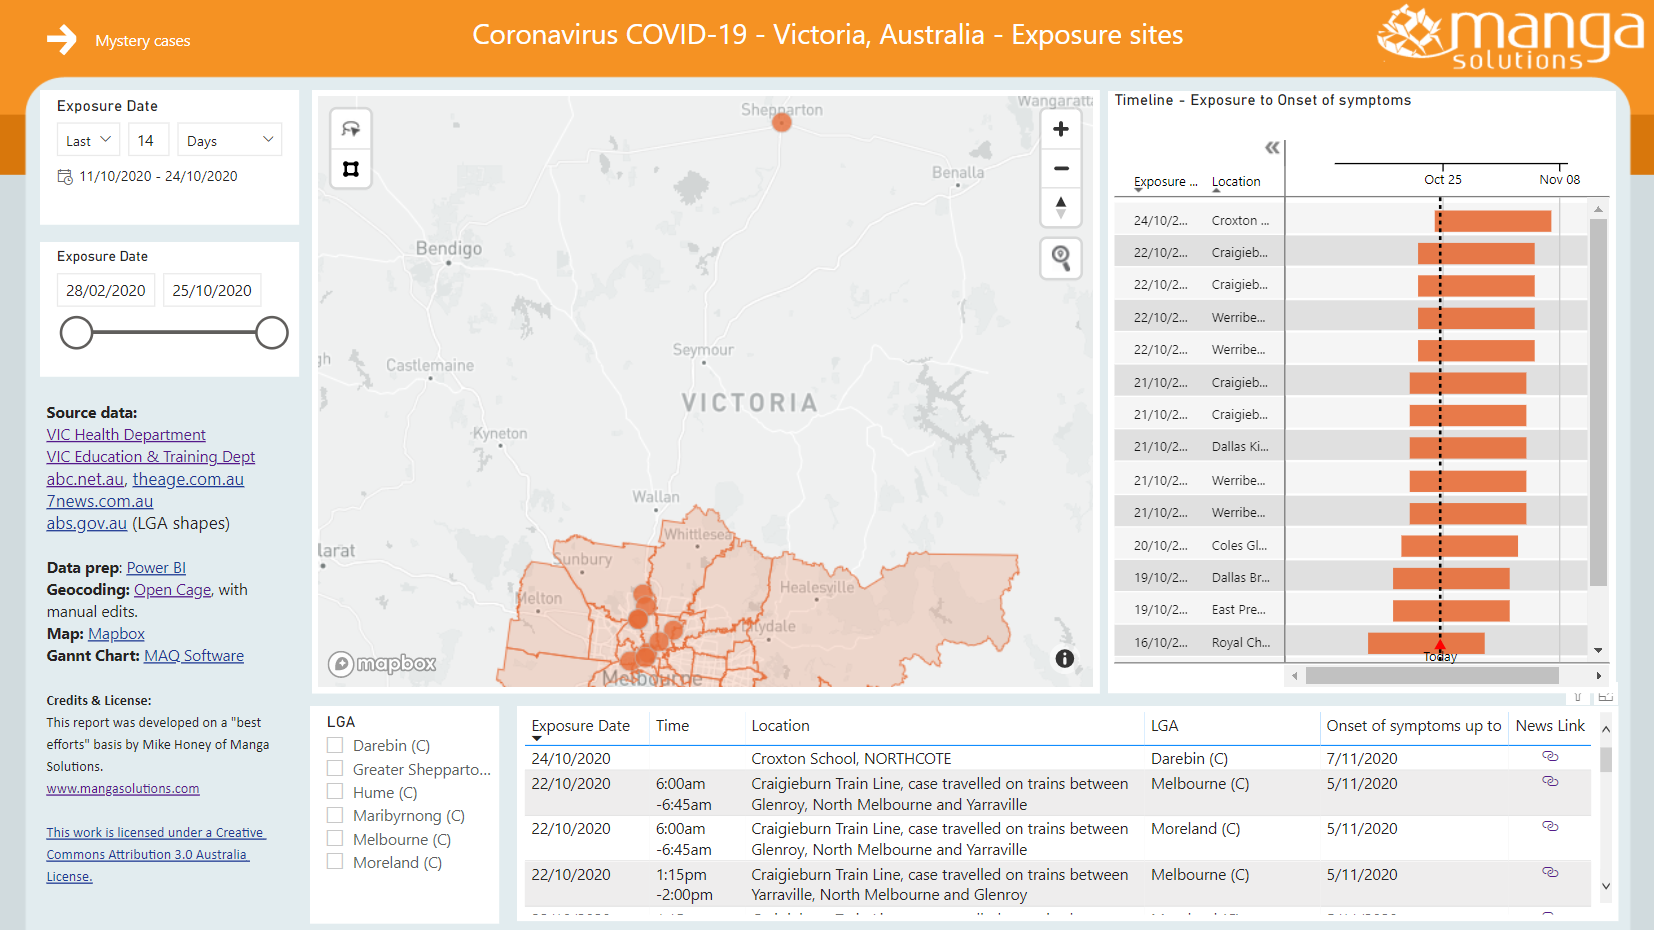 Mystery cases
Coronavirus COVID-19 - Victoria, Australia - Exposure sites
manga
solutions
Exposure Date
Last
14
Days
11/10/2020 - 24/10/2020
Exposure Date
28/02/2020
25/10/2020
Source data:
VIC Health Department
VIC Education & Training Dept
abc.net.au, theage.com.au
7news.com.au
abs.gov.au (LGA shapes)
Data prep: Power BI
Geocoding: Open Cage, with
manual edits.
Map: Mapbox
Gannt Chart: MAQ Software
Credits & License:
This report was developed on a "best
efforts" basis by Mike Honey of Manga
Solutions.
www.mangasolutions.com
This work is licensed under a Creative
Commons Attribution 3.0 Australia
License.
Shepparton
Wangaratta
Benalla
Bendigo
Seymour
Castlemaine
gh
VICTORIA
Kyneton
Wallan
Whittlesea
larat
Sunbury
Healesville
Melton
Lilydale
mapbox
Melbourne
Timeline - Exposure to Onset of symptoms
Exposure ... Location
Oct 25
Nov 08
24/10/2... Croxton ...
22/10/2... Craigieb...
22/10/2... Craigieb...
22/10/2... Werribe...
22/10/2... Werribe...
21/10/2... Craigieb...
21/10/2... Craigieb...
21/10/2... Dallas Ki...
21/10/2... Werribe...
21/10/2... Werribe...
20/10/2... Coles Gl...
19/10/2... Dallas Br...
19/10/2... East Pre...
16/10/2... Royal Ch...
Today
LGA
Darebin (C)
Greater Shepparto...
Hume (C)
Maribyrnong (C)
Melbourne (C)
Moreland (C)
Exposure Date Time Location LGA Onset of symptoms up to News Link
24/10/2020 Croxton School, NORTHCOTE Darebin (C) 7/11/2020
22/10/2020 6:00am Craigieburn Train Line, case travelled on trains between Melbourne (C) 5/11/2020
-6:45am Glenroy, North Melbourne and Yarraville
22/10/2020 6:00am Craigieburn Train Line, case travelled on trains between Moreland (C) 5/11/2020
-6:45am Glenroy, North Melbourne and Yarraville
22/10/2020 1:15pm Craigieburn Train Line, case travelled on trains between Melbourne (C) 5/11/2020
-2:00pm Yarraville, North Melbourne and Glenroy